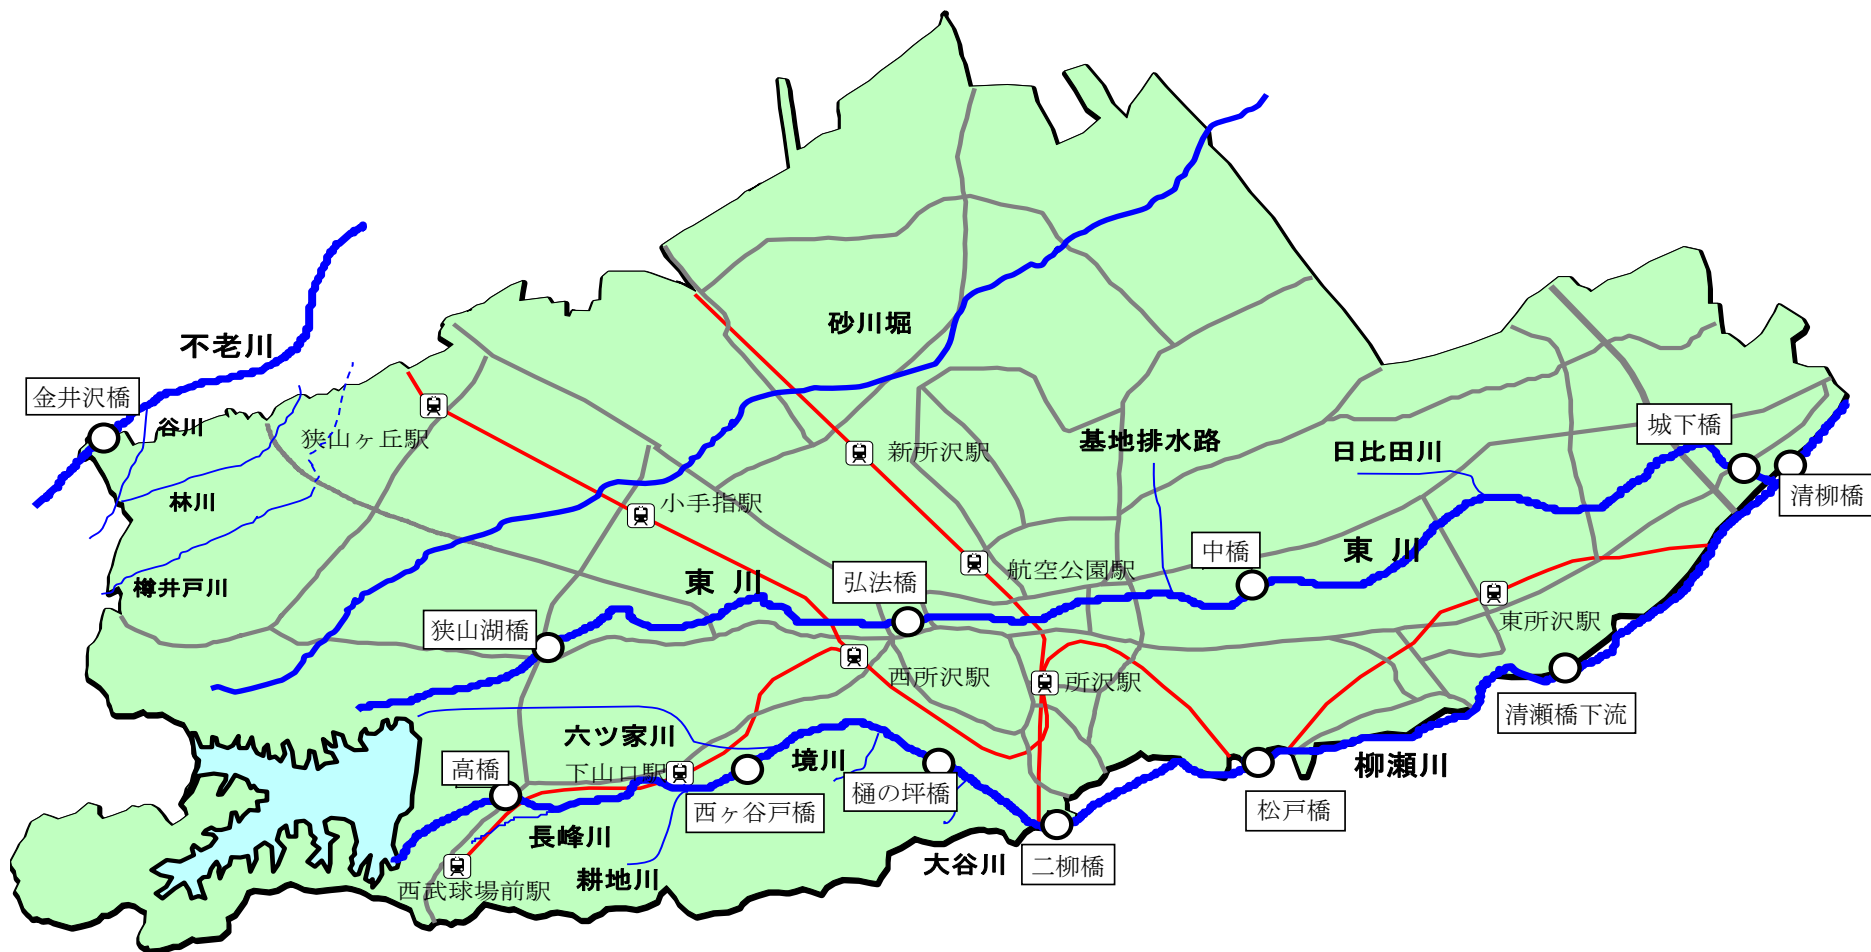 砂川堀
不老川
金井沢橋
谷川
狭山ヶ丘駅
新所沢駅
基地排水路
日比田川
城下橋
清柳橋
林川
小手指駅
樽井戸川
東 川
弘法橋
航空公園駅
中橋
東 川
狭山湖橋
西所沢駅
所沢駅
東所沢駅
清瀬橋下流
六ツ家川
高橋
下山口駅
境川
樋の坪橋
西ヶ谷戸橋
柳瀬川
松戸橋
長峰川
耕地川
西武球場前駅
大谷川
二柳橋